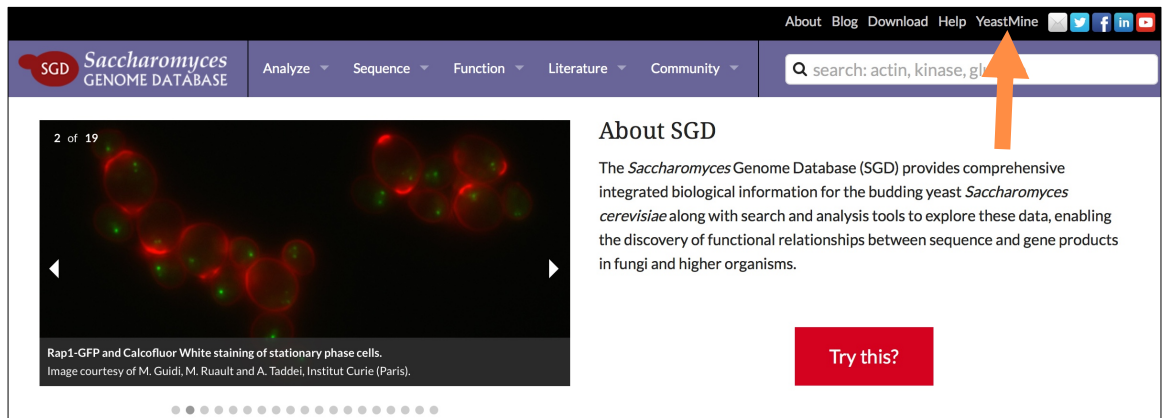 About Blog Download Help YeastMine
SGD Saccharomyces
GENOME DATABASE
Analyze Sequence Function Literature Community
search: actin, kinase,
2 of 19
Rap1-GFP and Calcofluor White staining of stationary phase cells.
Image courtesy of M. Guidi, M. Ruault and A. Taddei, Institut Curie (Paris).
About SGD
The Saccharomyces Genome Database (SGD) provides comprehensive
integrated biological information for the budding yeast Saccharomyces
cerevisiae along with search and analysis tools to explore these data, enabling
the discovery of functional relationships between sequence and gene products
in fungi and higher organisms.
Try this?